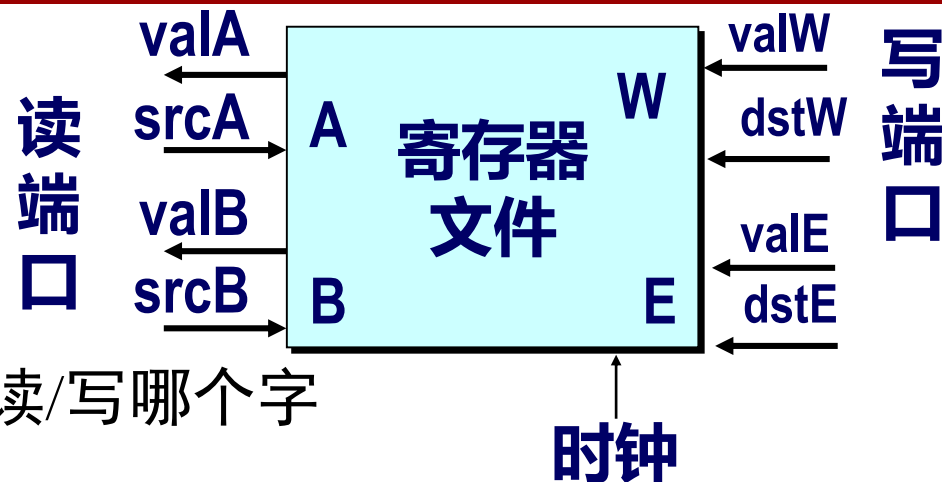 读端口
valA
srcA
valB
srcB
A
B
寄存器
文件
W
E
valW
dstW
valE
dstE
写端口
读/写哪个字
时钟